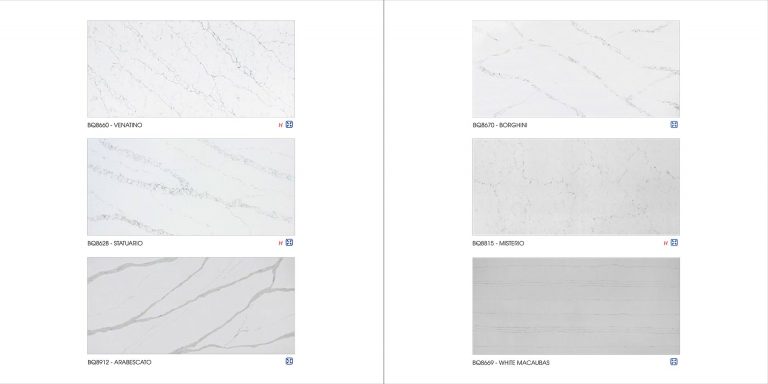 BQ8660 - VENATINO H
BQ8628 - STATUARIO H
BQ8912 - ARABESCATO
BQ8670 - BORGHINI
BQ8815 - MISTERIO H
BQ8669 - WHITE MACAUBAS